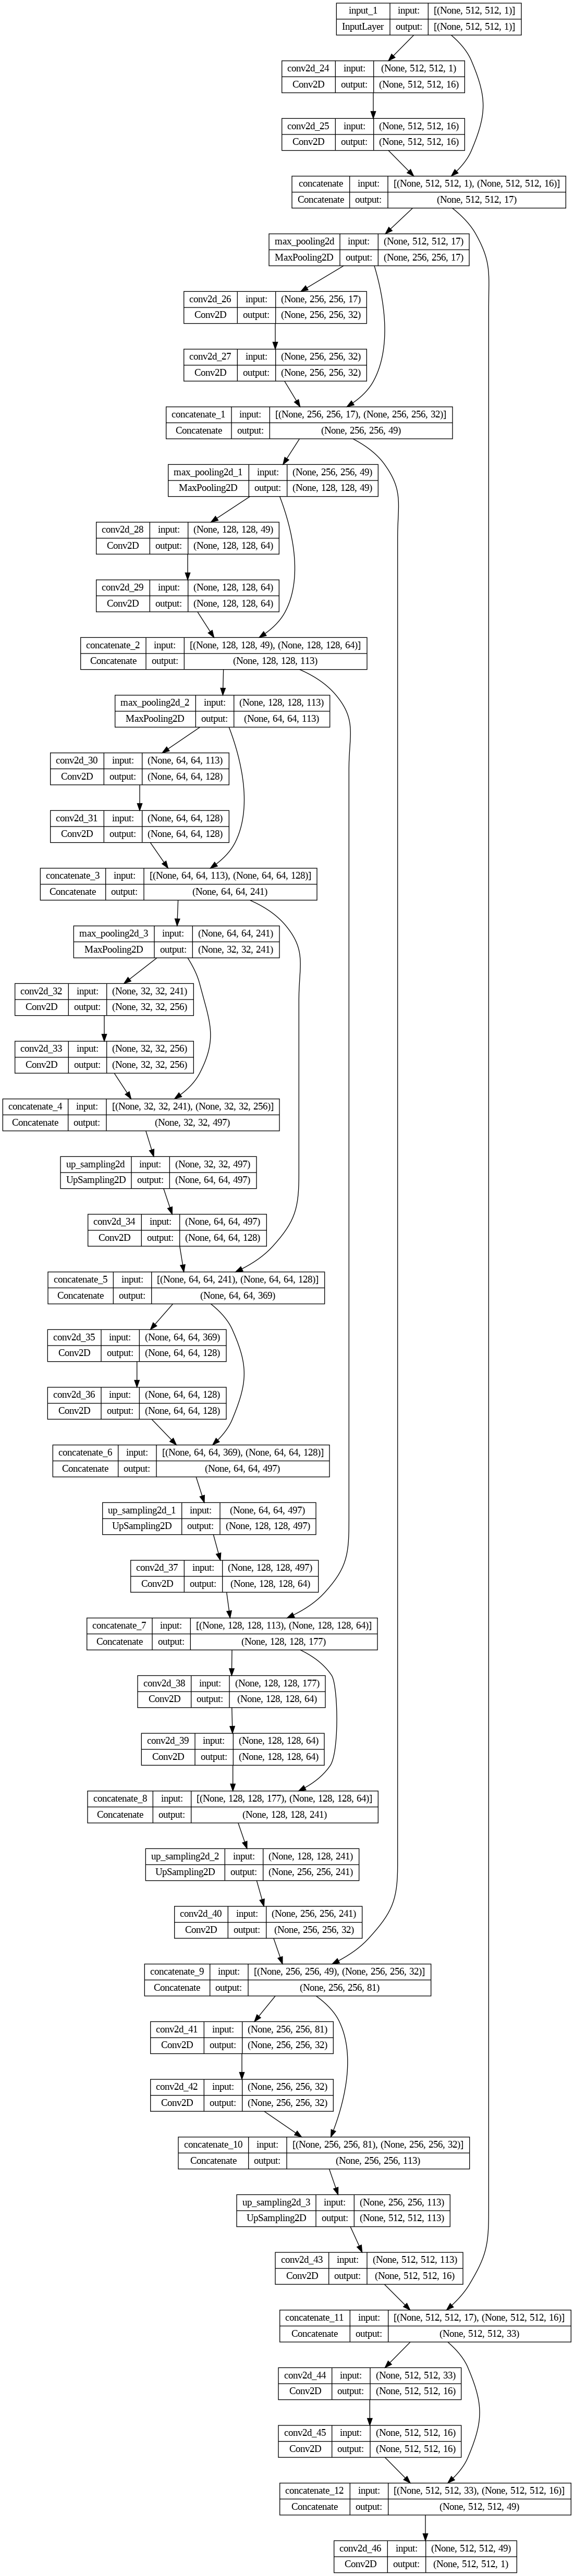 input_1 input: [(None, 512, 512, 1)]
InputLayer output: [(None, 512, 512, 1)]
conv2d_24 input: (None, 512, 512, 1)
Conv2D output: (None, 512, 512, 16)
conv2d_25 input: (None, 512, 512, 16)
Conv2D output: (None, 512, 512, 16)
concatenate input: [(None, 512, 512, 1), (None, 512, 512, 16)]
Concatenate output: (None, 512, 512, 17)
max_pooling2d input: (None, 512, 512, 17)
MaxPooling2D output: (None, 256, 256, 17)
conv2d_26 input: (None, 256, 256, 17)
Conv2D output: (None, 256, 256, 32)
conv2d_27 input: (None, 256, 256, 32)
Conv2D output: (None, 256, 256, 32)
concatenate_1 input: [(None, 256, 256, 17), (None, 256, 256, 32)]
Concatenate output: (None, 256, 256, 49)
max_pooling2d_1 input: (None, 256, 256, 49)
MaxPooling2D output: (None, 128, 128, 49)
conv2d_28 input: (None, 128, 128, 49)
Conv2D output: (None, 128, 128, 64)
conv2d_29 input: (None, 128, 128, 64)
Conv2D output: (None, 128, 128, 64)
concatenate_2 input: [(None, 128, 128, 49), (None, 128, 128, 64)]
Concatenate output: (None, 128, 128, 113)
max_pooling2d_2 input: (None, 128, 128, 113)
MaxPooling2D output: (None, 64, 64, 113)
conv2d_30 input: (None, 64, 64, 113)
Conv2D output: (None, 64, 64, 128)
conv2d_31 input: (None, 64, 64, 128)
Conv2D output: (None, 64, 64, 128)
concatenate_3 input: [(None, 64, 64, 113), (None, 64, 64, 128)]
Concatenate output: (None, 64, 64, 241)
max_pooling2d_3 input: (None, 64, 64, 241)
MaxPooling2D output: (None, 32, 32, 241)
conv2d_32 input: (None, 32, 32, 241)
Conv2D output: (None, 32, 32, 256)
conv2d_33 input: (None, 32, 32, 256)
Conv2D output: (None, 32, 32, 256)
concatenate_4 input: [(None, 32, 32, 241), (None, 32, 32, 256)]
Concatenate output: (None, 32, 32, 497)
up_sampling2d input: (None, 32, 32, 497)
UpSampling2D output: (None, 64, 64, 497)
conv2d_34 input: (None, 64, 64, 497)
Conv2D output: (None, 64, 64, 128)
concatenate_5 input: [(None, 64, 64, 241), (None, 64, 64, 128)]
Concatenate output: (None, 64, 64, 369)
conv2d_35 input: (None, 64, 64, 369)
Conv2D output: (None, 64, 64, 128)
conv2d_36 input: (None, 64, 64, 128)
Conv2D output: (None, 64, 64, 128)
concatenate_6 input: [(None, 64, 64, 369), (None, 64, 64, 128)]
Concatenate output: (None, 64, 64, 497)
up_sampling2d_1 input: (None, 64, 64, 497)
UpSampling2D output: (None, 128, 128, 497)
conv2d_37 input: (None, 128, 128, 497)
Conv2D output: (None, 128, 128, 64)
concatenate_7 input: [(None, 128, 128, 113), (None, 128, 128, 64)]
Concatenate output: (None, 128, 128, 177)
conv2d_38 input: (None, 128, 128, 177)
Conv2D output: (None, 128, 128, 64)
conv2d_39 input: (None, 128, 128, 64)
Conv2D output: (None, 128, 128, 64)
concatenate_8 input: [(None, 128, 128, 177), (None, 128, 128, 64)]
Concatenate output: (None, 128, 128, 241)
up_sampling2d_2 input: (None, 128, 128, 241)
UpSampling2D output: (None, 256, 256, 241)
conv2d_40 input: (None, 256, 256, 241)
Conv2D output: (None, 256, 256, 32)
concatenate_9 input: [(None, 256, 256, 49), (None, 256, 256, 32)]
Concatenate output: (None, 256, 256, 81)
conv2d_41 input: (None, 256, 256, 81)
Conv2D output: (None, 256, 256, 32)
conv2d_42 input: (None, 256, 256, 32)
Conv2D output: (None, 256, 256, 32)
concatenate_10 input: [(None, 256, 256, 81), (None, 256, 256, 32)]
Concatenate output: (None, 256, 256, 113)
up_sampling2d_3 input: (None, 256, 256, 113)
UpSampling2D output: (None, 512, 512, 113)
conv2d_43 input: (None, 512, 512, 113)
Conv2D output: (None, 512, 512, 16)
concatenate_11 input: [(None, 512, 512, 17), (None, 512, 512, 16)]
Concatenate output: (None, 512, 512, 33)
conv2d_44 input: (None, 512, 512, 33)
Conv2D output: (None, 512, 512, 16)
conv2d_45 input: (None, 512, 512, 16)
Conv2D output: (None, 512, 512, 16)
concatenate_12 input: [(None, 512, 512, 33), (None, 512, 512, 16)]
Concatenate output: (None, 512, 512, 49)
conv2d_46 input: (None, 512, 512, 49)
Conv2D output: (None, 512, 512, 1)